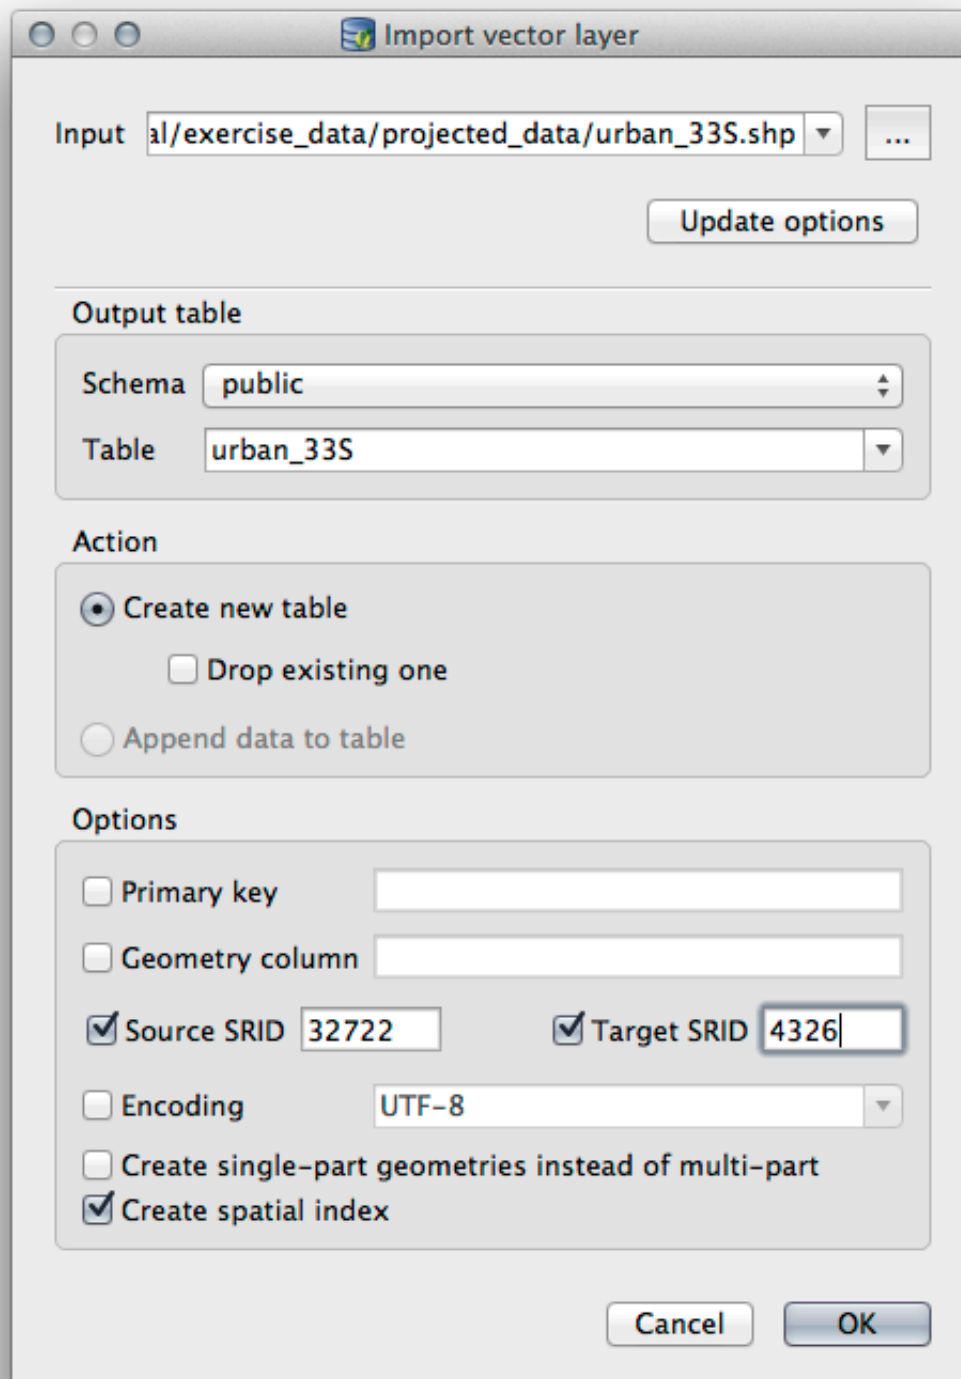 Import vector layer
Input al/exercise_data/projected_data/urban_33S.shp ...
Update options
Output table
Schema public
Table urban_33S
Action
Create new table
Drop existing one
Append data to table
Options
Primary key
Geometry column
Source SRID 32722 Target SRID 4326
Encoding UTF-8
Create single-part geometries instead of multi-part
Create spatial index
Cancel OK